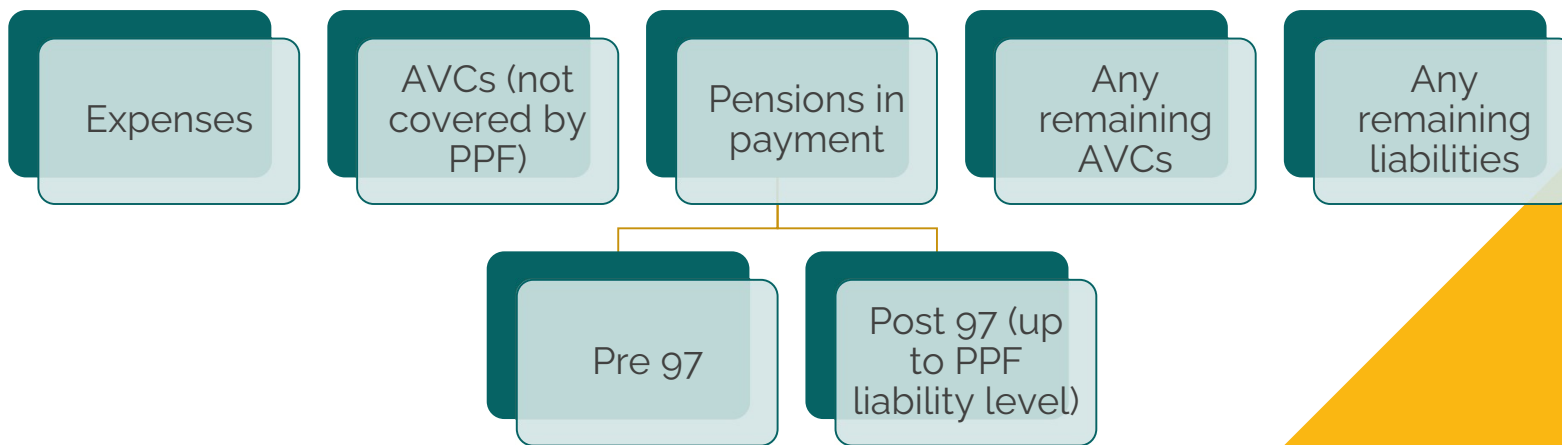 Expenses
AVCs (not
covered by
PPF)
Pensions in
payment
Any
remaining
AVCs
Any
remaining
liabilities
Pre 97
Post 97 (up
to PPF
liability level)